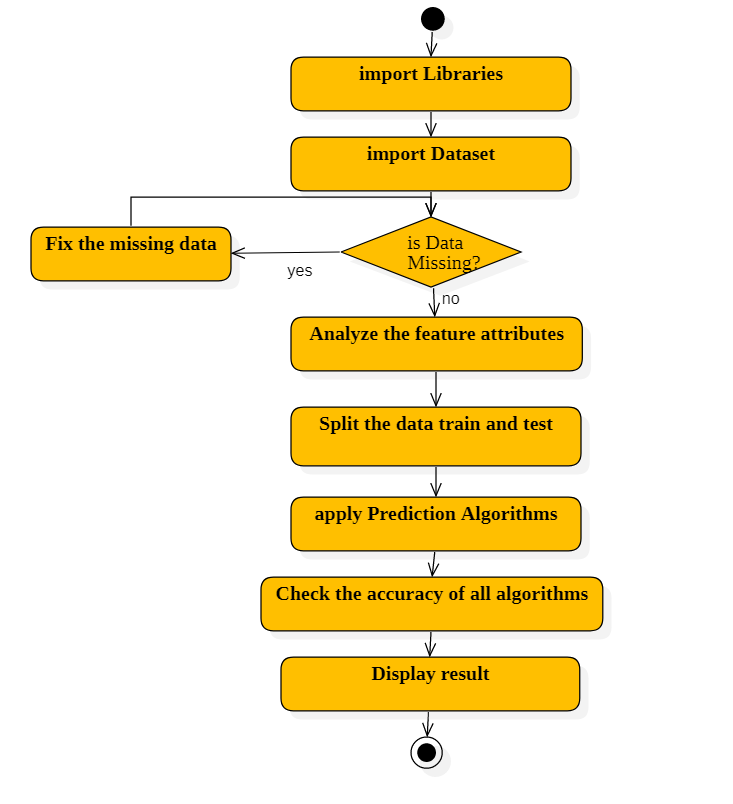 import Libraries
import Dataset
Fix the missing data
is Data
Missing?
yes
no
Analyze the feature attributes
Split the data train and test
apply Prediction Algorithms
Check the accuracy of all algorithms
Display result